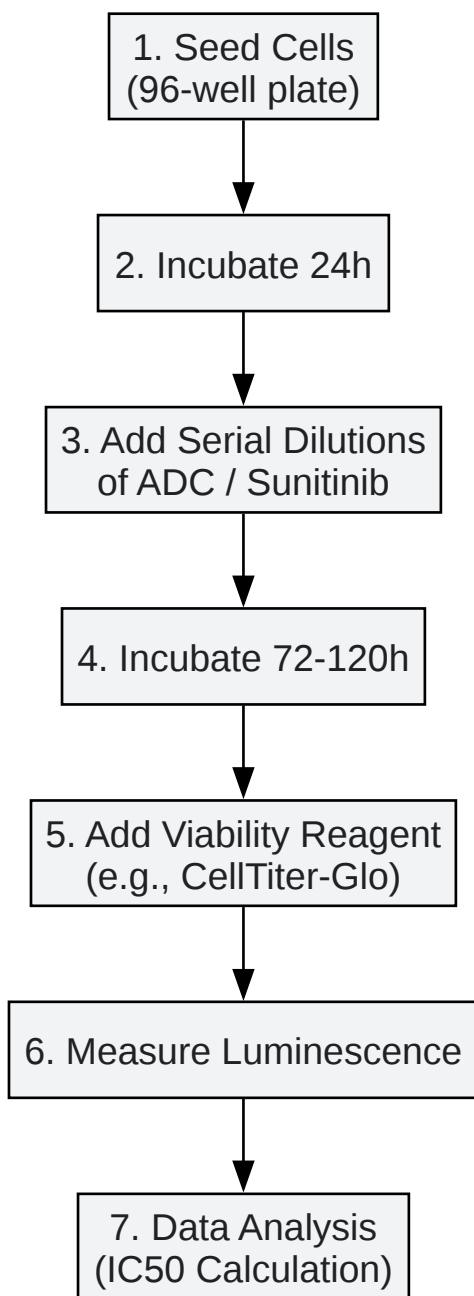 1. Seed Cells
(96-well plate)
2. Incubate 24h
3. Add Serial Dilutions
of ADC / Sunitinib
4. Incubate 72-120h
5. Add Viability Reagent
(e.g., CellTiter-Glo)
6. Measure Luminescence
7. Data Analysis
(IC50 Calculation)